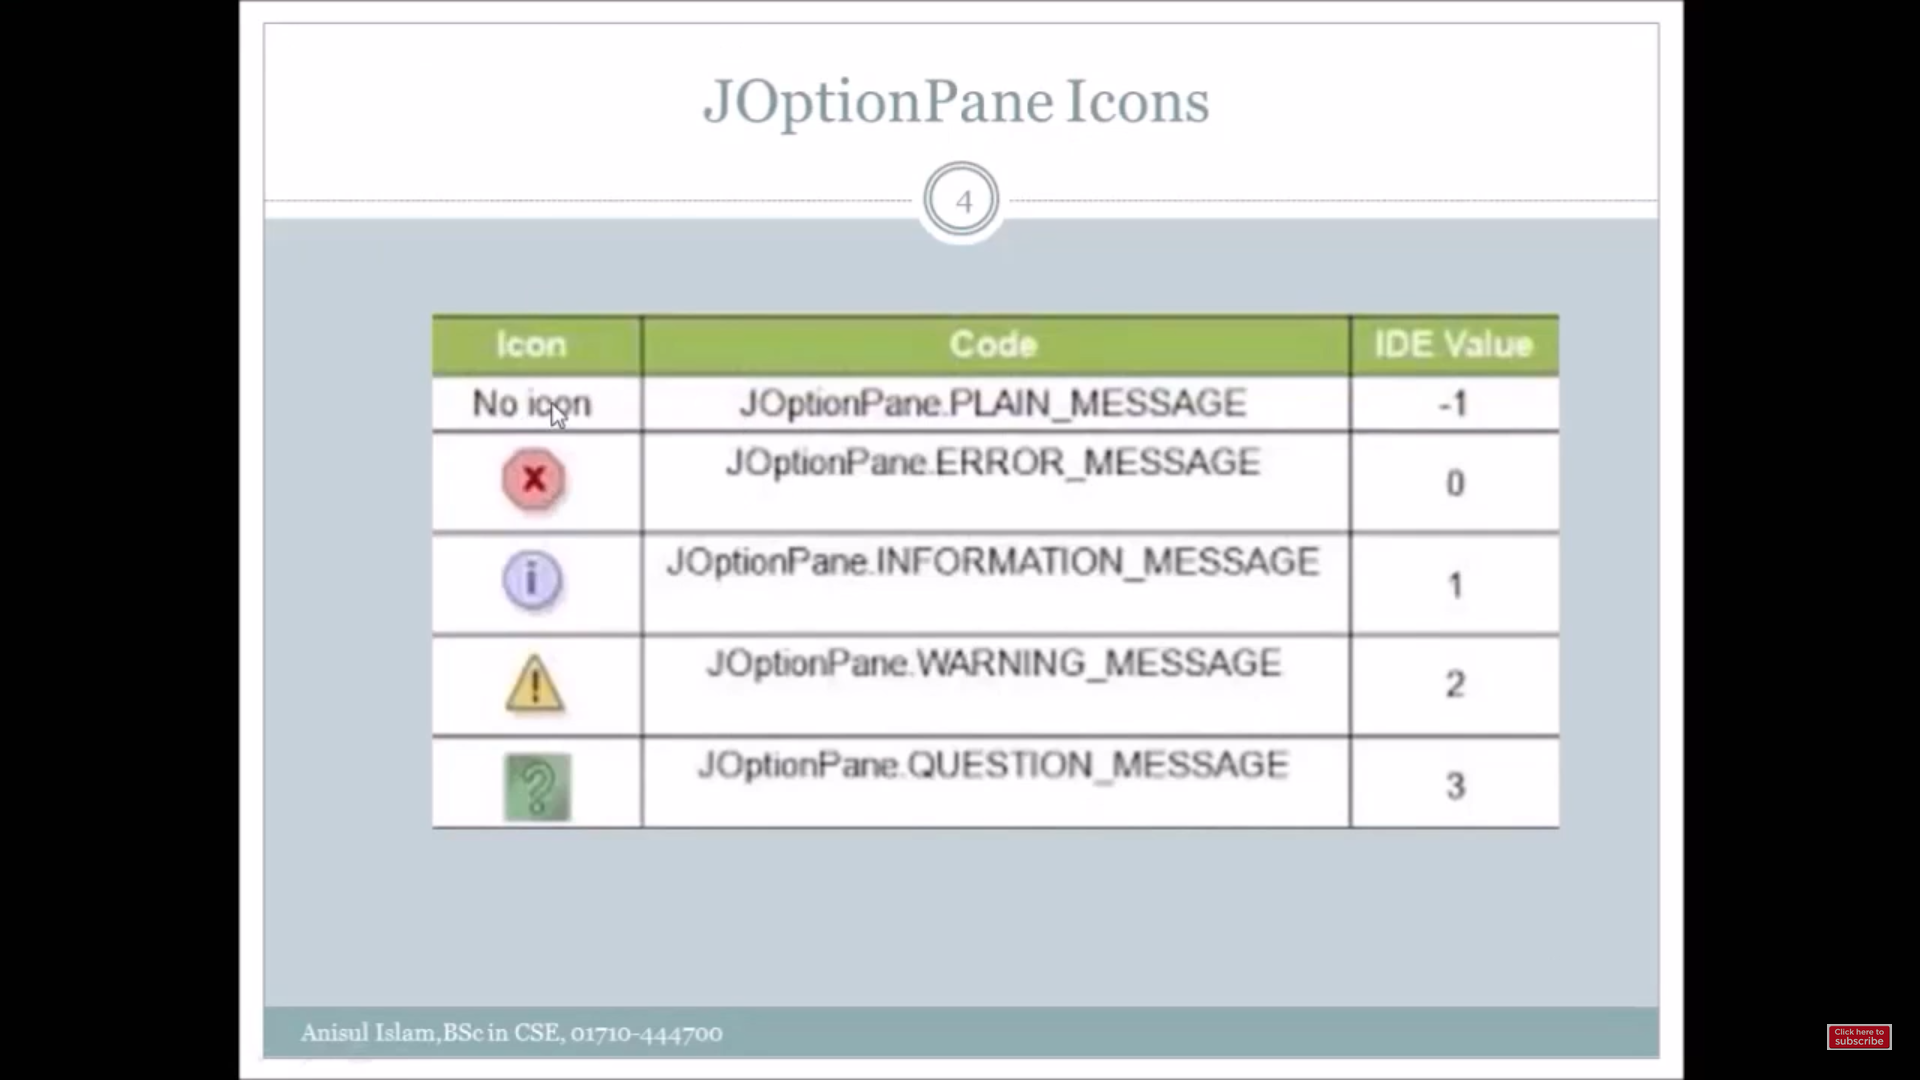 JOptionPane Icons
4
Icon Code IDE Value
No icon JOptionPane.PLAIN_MESSAGE -1
X JOptionPane.ERROR_MESSAGE 0
i JOptionPane.INFORMATION_MESSAGE 1
! JOptionPane.WARNING_MESSAGE 2
? JOptionPane.QUESTION_MESSAGE 3
Anisul Islam,BSc in CSE, 01710-444700
Click here to
subscribe